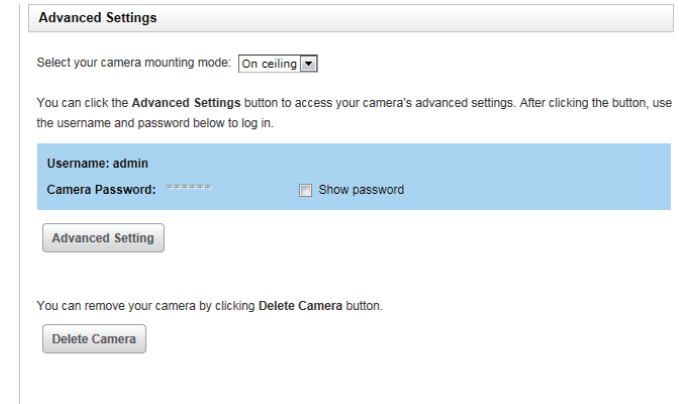 Advanced Settings
Select your camera mounting mode: On ceiling
You can click the Advanced Settings button to access your camera's advanced settings. After clicking the button, use
the username and password below to log in.
Username: admin
Camera Password: ****** Show password
Advanced Setting
You can remove your camera by clicking Delete Camera button.
Delete Camera